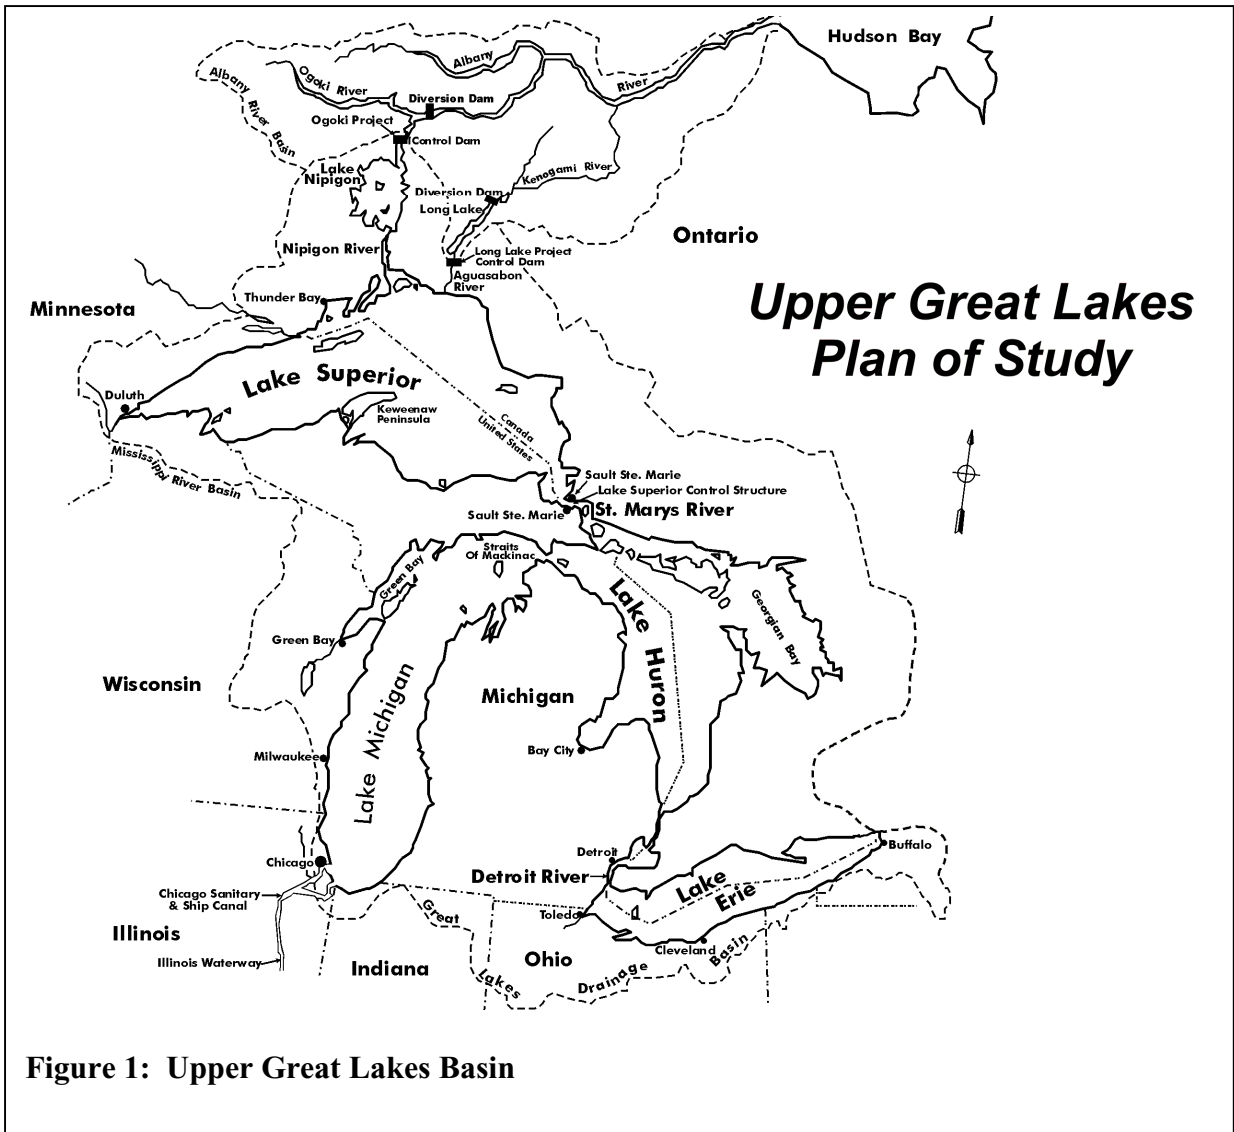 Hudson Bay
Albany
River
Ogoki River
Albany River Basin
Diversion Dam
Ogoki Project
Control Dam
Lake
Nipigon
Kenogami River
Diversion Dam
Long Lake
Ontario
Nipigon River
Long Lake Project
Control Dam
Aguasabon
River
Thunder Bay
Minnesota
Upper Great Lakes
Plan of Study
Lake Superior
Duluth
Keweenaw
Peninsula
Canada
United States
Mississippi River Basin
Sault Ste. Marie
Lake Superior Control Structure
Sault Ste. Marie
St. Marys River
Straits
Of Mackinac
Green Bay
Lake Huron
Georgian Bay
Green Bay
Wisconsin
Lake Michigan
Michigan
Bay City
Milwaukee
Detroit
Buffalo
Chicago
Detroit River
Lake
Erie
Chicago Sanitary
& Ship Canal
Toledo
Great Lakes Drainage Basin
Cleveland
Illinois
Illinois Waterway
Indiana
Ohio
Figure 1: Upper Great Lakes Basin